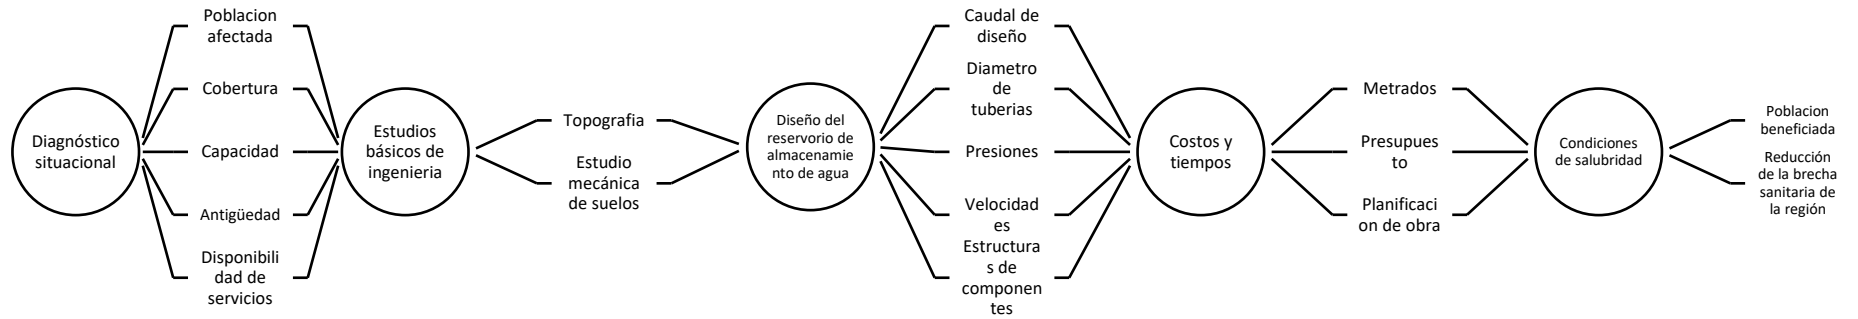 Diagnóstico
situacional
Poblacion
afectada
Cobertura
Capacidad
Antigüedad
Disponibili
dad de
servicios
Estudios
básicos de
ingenieria
Topografia
Estudio
mecánica
de suelos
Diseño del
reservorio de
almacenamie
nto de agua
Caudal de
diseño
Diametro
de
tuberias
Presiones
Velocidad
es
Estructura
s de
componen
tes
Costos y
tiempos
Metrados
Presupues
to
Planificaci
on de obra
Condiciones
de salubridad
Poblacion
beneficiada
Reducción
de la brecha
sanitaria de
la región